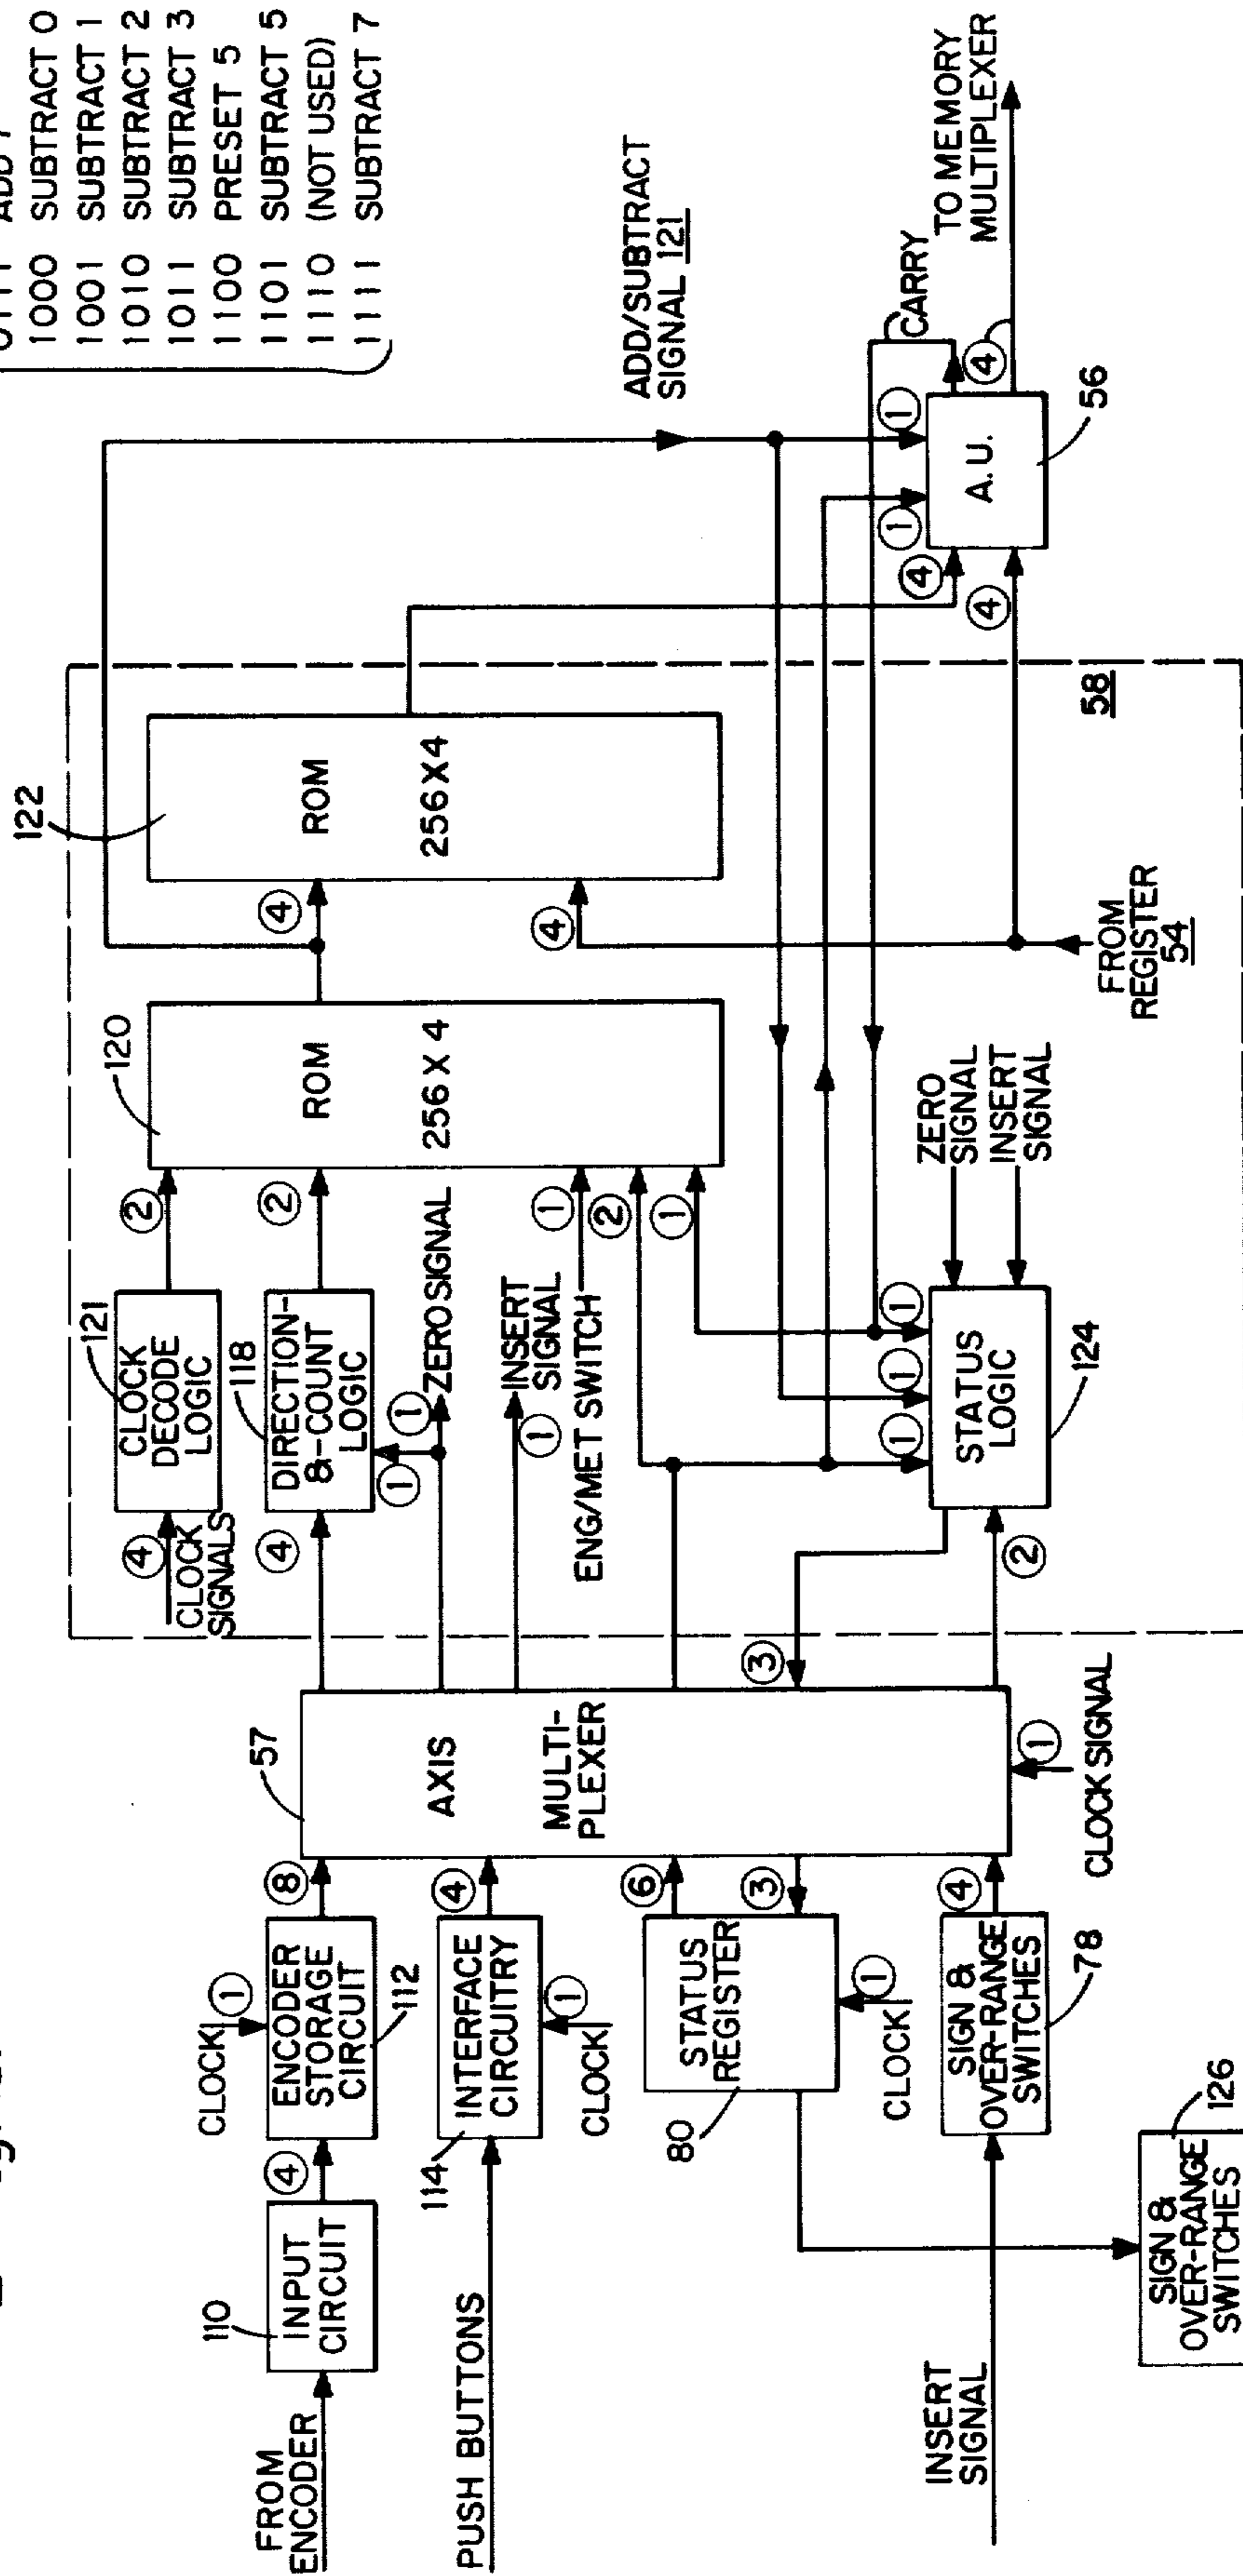 1000 SUBTRACT 0
1001 SUBTRACT 1
1010 SUBTRACT 2
1011 SUBTRACT 3
1100 PRESET 5
1101 SUBTRACT 5
1110 (NOT USED)
1111 SUBTRACT 7
122
120
121
CLOCK
DECODE
LOGIC
4
CLOCK
SIGNALS
2
118
DIRECTION-
&-COUNT
LOGIC
4
2
1
1
ZERO SIGNAL
1
INSERT
SIGNAL
ENG/MET SWITCH
1
2
1
ROM
256 X 4
4
4
ROM
256 X 4
58
FROM
REGISTER
54
ADD/SUBTRACT
SIGNAL 121
CARRY
TO MEMORY
MULTIPLEXER
4
4
1
1
4
A.U.
56
ZERO
SIGNAL
INSERT
SIGNAL
1
1
1
STATUS
LOGIC
124
2
3
57
AXIS
MULTI-
PLEXER
1
CLOCK SIGNAL
FROM
ENCODER
110
INPUT
CIRCUIT
4
CLOCK
1
ENCODER
STORAGE
CIRCUIT
112
8
PUSH BUTTONS
114
INTERFACE
CIRCUITRY
4
1
CLOCK
6
3
STATUS
REGISTER
80
1
CLOCK
INSERT
SIGNAL
SIGN &
OVER-RANGE
SWITCHES
4
78
SIGN &
OVER-RANGE
SWITCHES
126